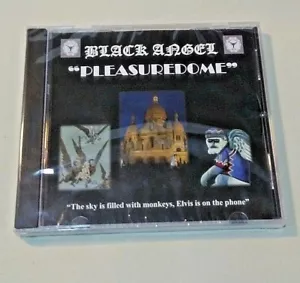 BLACK ANGEL
"PLEASUREDOME"
"The sky is filled with monkeys, Elvis is on the phone"